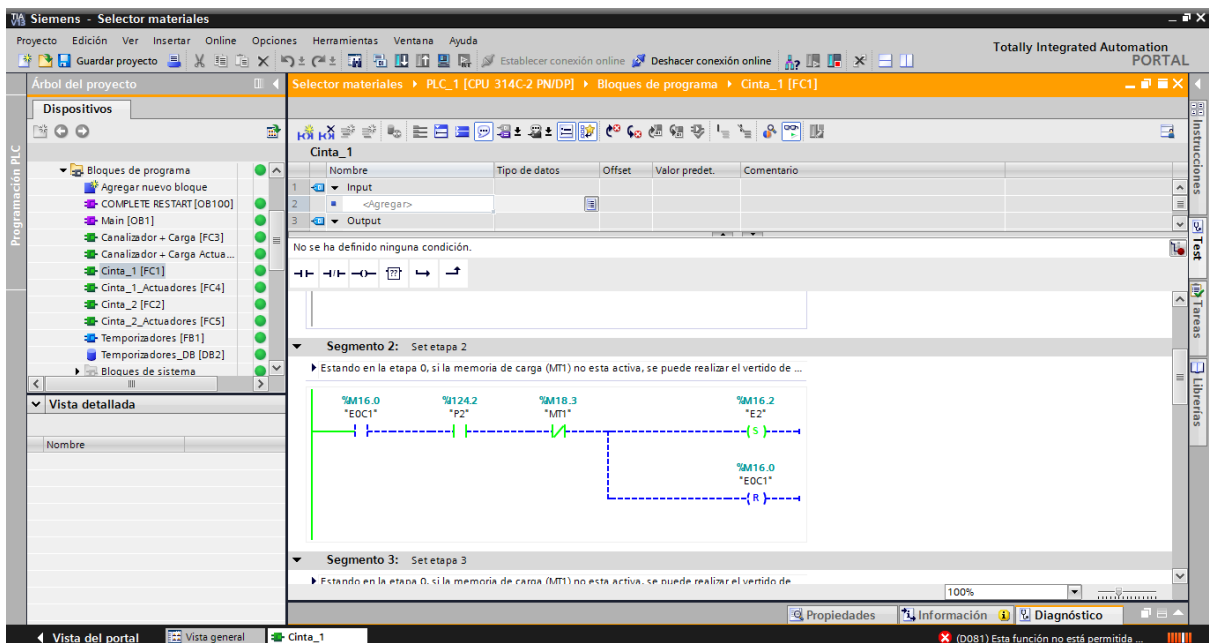 Siemens - Selector materiales
Proyecto Edición Ver Insertar Online Opciones Herramientas Ventana Ayuda
Totally Integrated Automation
PORTAL
Guardar proyecto
Establecer conexión online
Deshacer conexión online
Árbol del proyecto
Selector materiales PLC_1 [CPU 314C-2 PN/DP] Bloques de programa Cinta_1 [FC1]
Dispositivos
Programación PLC
Bloques de programa
Agregar nuevo bloque
COMPLETE RESTART [OB100]
Main [OB1]
Canalizador + Carga [FC3]
Canalizador + Carga Actua...
Cinta_1 [FC1]
Cinta_1_Actuadores [FC4]
Cinta_2 [FC2]
Cinta_2_Actuadores [FC5]
Temporizadores [FB1]
Temporizadores_DB [DB2]
Bloques de sistema
Vista detallada
Nombre
Cinta_1
Nombre Tipo de datos Offset Valor predet. Comentario
1 Input
2 <Agregar>
3 Output
No se ha definido ninguna condición.
??
Segmento 2: Set etapa 2
Estando en la etapa 0, si la memoria de carga (MT1) no esta activa, se puede realizar el vertido de ...
%M16.0 %I124.2 %M18.3 %M16.2
"E0C1" "P2" "MT1" "E2"
S
%M16.0
"E0C1"
R
Segmento 3: Set etapa 3
Estando en la etapa 0, si la memoria de carga (MT1) no esta activa, se puede realizar el vertido de
100%
Propiedades Información Diagnóstico
Instrucciones
Test
Tareas
Librerías
Vista del portal Vista general Cinta_1
(D081) Esta función no está permitida ...